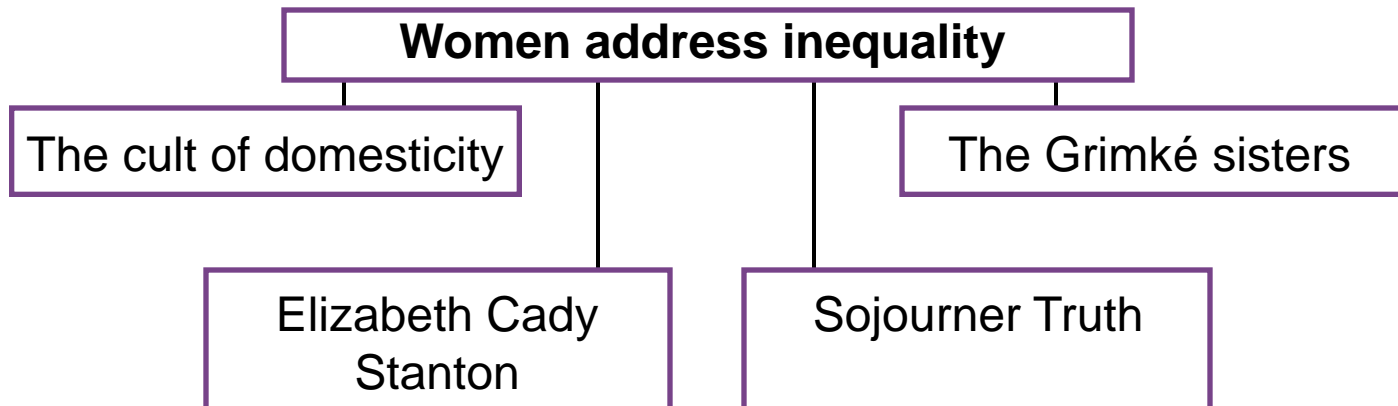 Women address inequality
The cult of domesticity
The Grimké sisters
Elizabeth Cady
Stanton
Sojourner Truth